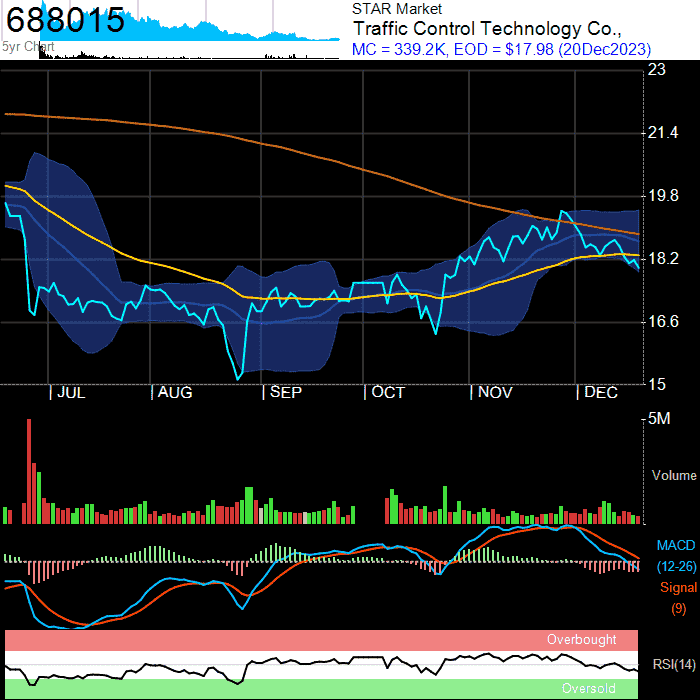 688015
5yr Chart
STAR Market
Traffic Control Technology Co.,
MC = 339.2K, EOD = $17.98 (20Dec2023)
23
21.4
19.8
18.2
16.6
15
| JUL | AUG | SEP | OCT | NOV | DEC
5M
Volume
MACD
(12-26)
Signal
(9)
Overbought
RSI(14)
Oversold